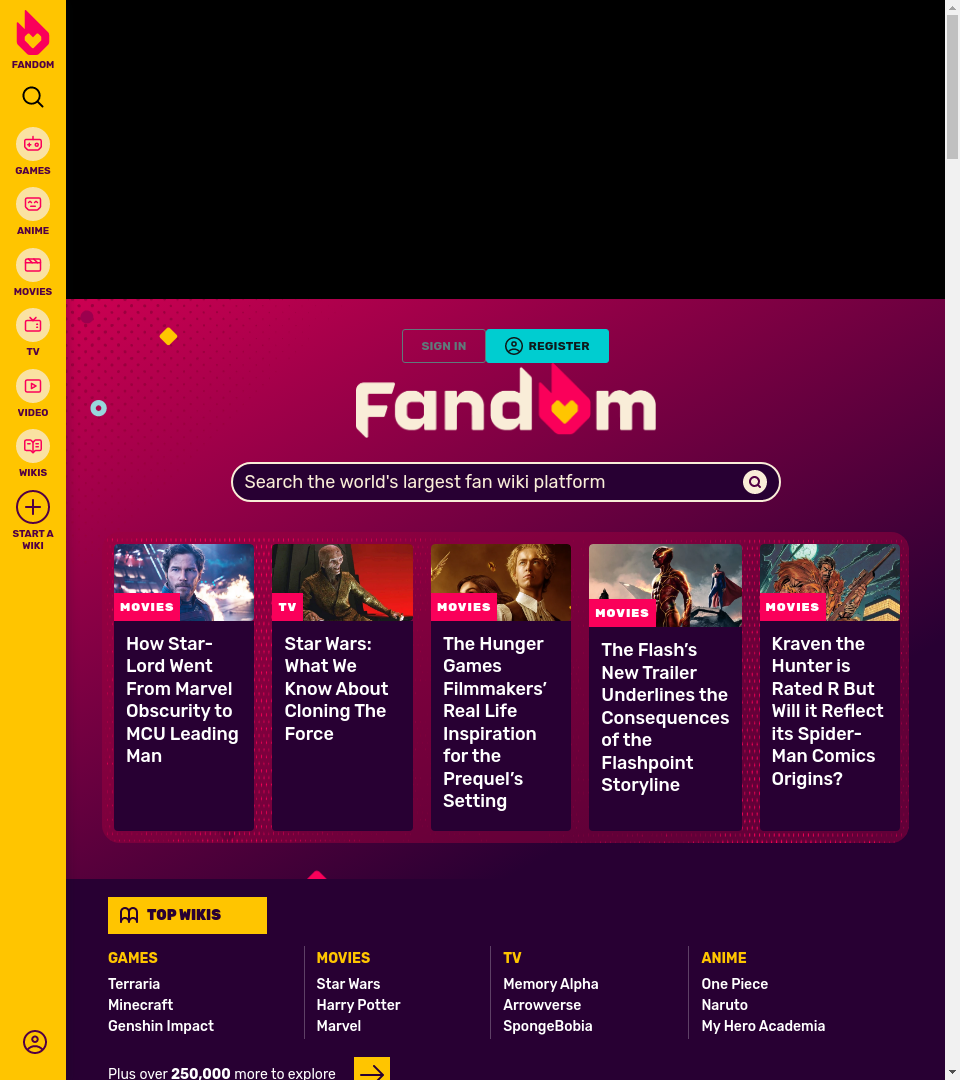 FANDOM
GAMES
ANIME
MOVIES
TV
VIDEO
WIKIS
START A
WIKI
SIGN IN
REGISTER
Fandom
Search the world's largest fan wiki platform
MOVIES
How Star-
Lord Went
From Marvel
Obscurity to
MCU Leading
Man
TV
Star Wars:
What We
Know About
Cloning The
Force
MOVIES
The Hunger
Games
Filmmakers’
Real Life
Inspiration
for the
Prequel’s
Setting
MOVIES
The Flash’s
New Trailer
Underlines the
Consequences
of the
Flashpoint
Storyline
MOVIES
Kraven the
Hunter is
Rated R But
Will it Reflect
its Spider-
Man Comics
Origins?
TOP WIKIS
GAMES
Terraria
Minecraft
Genshin Impact
MOVIES
Star Wars
Harry Potter
Marvel
TV
Memory Alpha
Arrowverse
SpongeBobia
ANIME
One Piece
Naruto
My Hero Academia
Plus over 250,000 more to explore